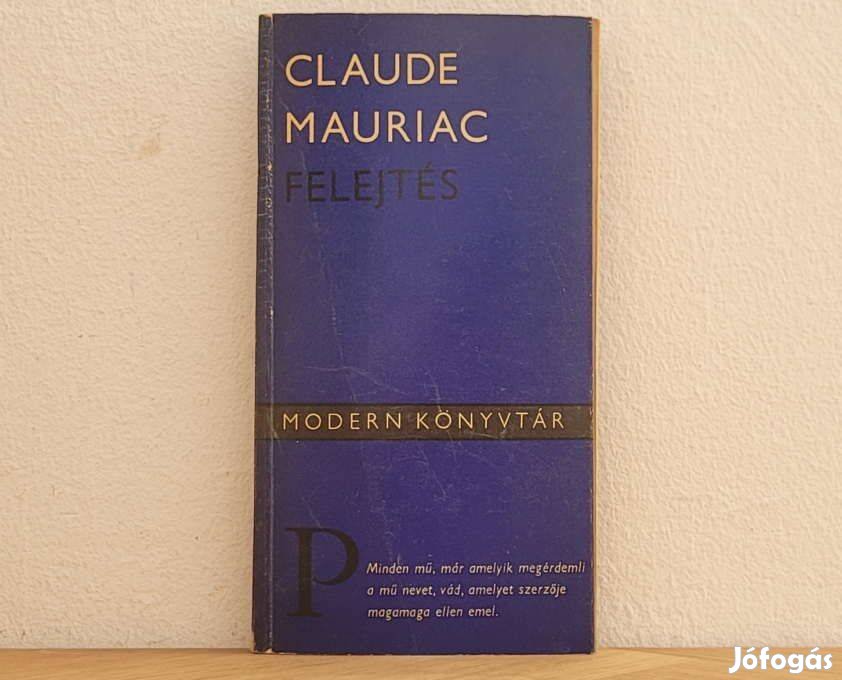 CLAUDE
MAURIAC
FELEJTÉS
MODERN KÖNYVTÁR
P
Minden mű, már amelyik megérdemli
a mű nevet, vád, amelyet szerzője
magamaga ellen emel.
Jófogás